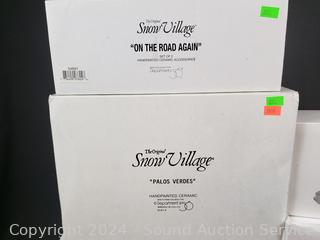 The Original
Snow Village
"ON THE ROAD AGAIN"
SET OF 2
HANDPAINTED CERAMIC ACCESSORIES
Department 56
The Original
Snow Village
"PALOS VERDES"
HANDPAINTED CERAMIC
Department 56
Copyright © 2024 - Sound Auction Service